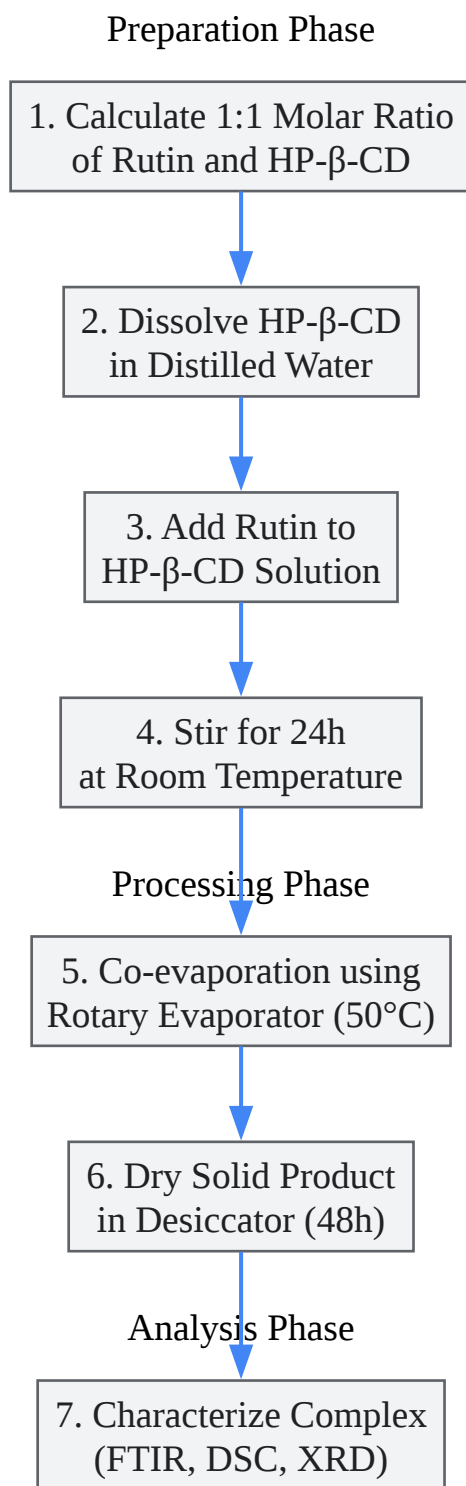 Preparation Phase
1. Calculate 1:1 Molar Ratio
of Rutin and HP-β-CD
2. Dissolve HP-β-CD
in Distilled Water
3. Add Rutin to
HP-β-CD Solution
4. Stir for 24h
at Room Temperature
Processing Phase
5. Co-evaporation using
Rotary Evaporator (50°C)
6. Dry Solid Product
in Desiccator (48h)
Analysis Phase
7. Characterize Complex
(FTIR, DSC, XRD)